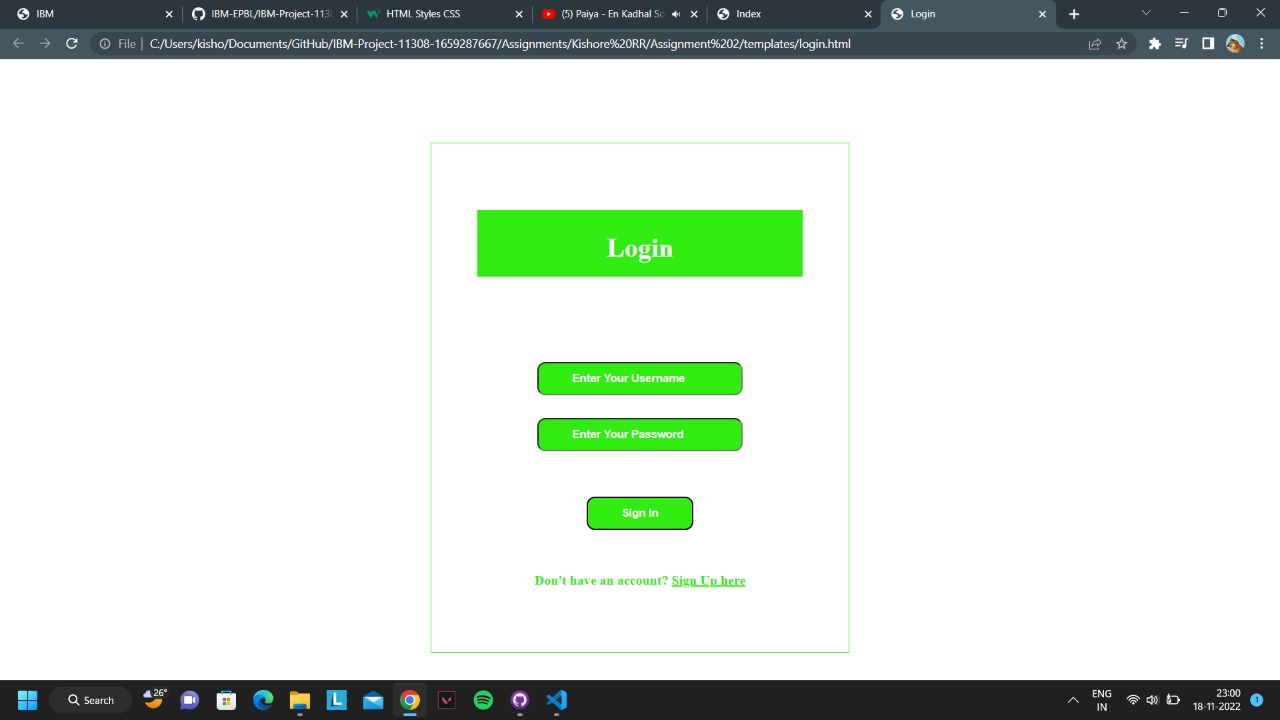 IBM
IBM-EPBL/IBM-Project-1130
HTML Styles CSS
(5) Paiya - En Kadhal So
Index
Login
File
C:/Users/kisho/Documents/GitHub/IBM-Project-11308-1659287667/Assignments/Kishore%20RR/Assignment%202/templates/login.html
Login
Enter Your Username
Enter Your Password
Sign In
Don't have an account? Sign Up here
26°
Search
L
ENG
IN
23:00
18-11-2022
1